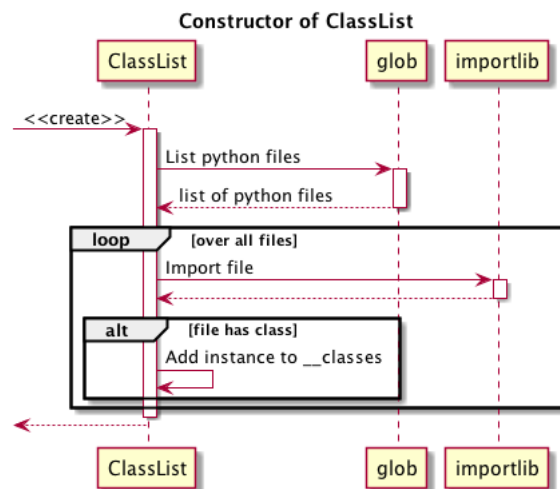 Constructor of ClassList
ClassList glob importlib
<<create>>
List python files
list of python files
loop [over all files]
Import file
alt [file has class]
Add instance to __classes
ClassList glob importlib